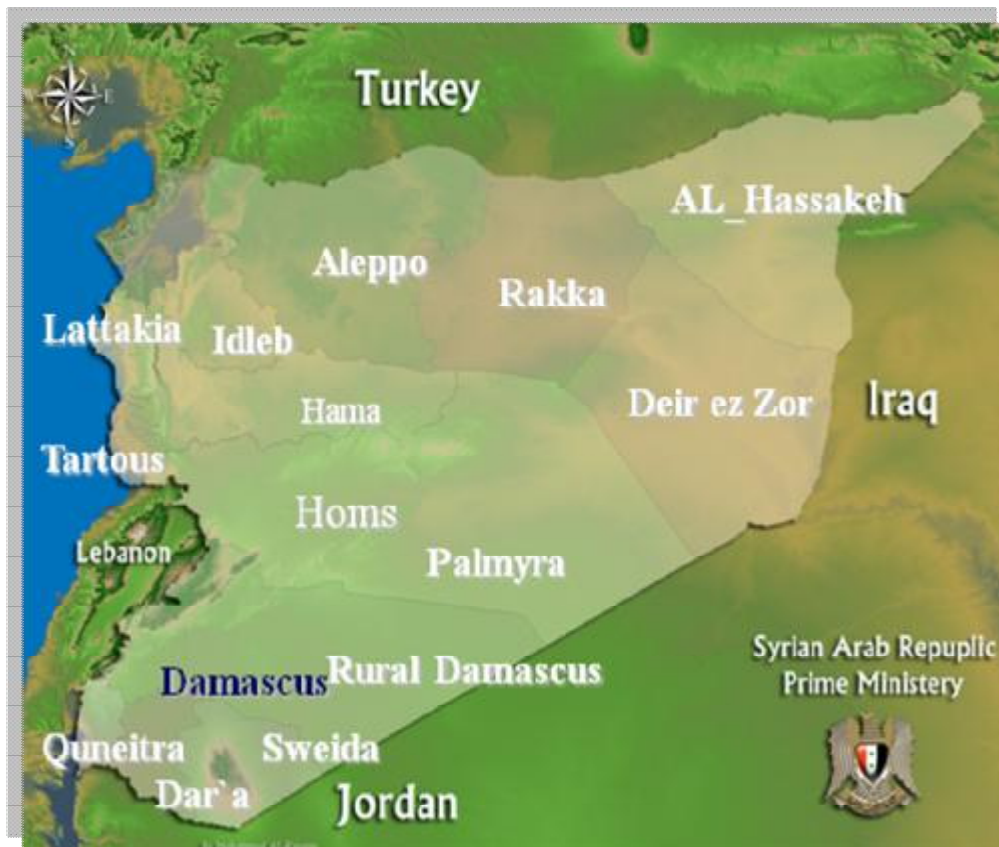 N
E
S
Turkey
AL_Hassakeh
Aleppo
Rakka
Lattakia
Idleb
Deir ez Zor
Iraq
Hama
Tartous
Homs
Lebanon
Palmyra
Syrian Arab Repuplic
Prime Ministery
Damascus
Rural Damascus
Quneitra
Sweida
Dar`a
Jordan